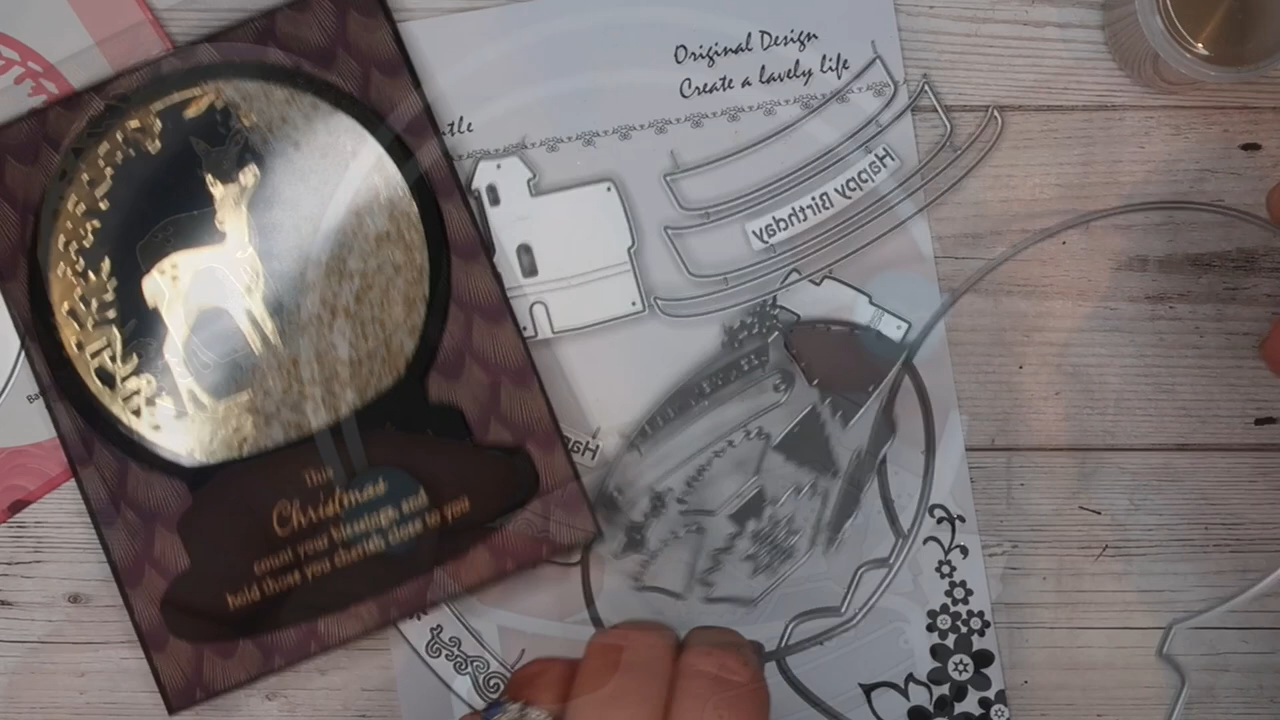 Original Design
Create a lavely life
Happy Birthday
This
Christmas
count your blessings, and
hold those you cherish close to you